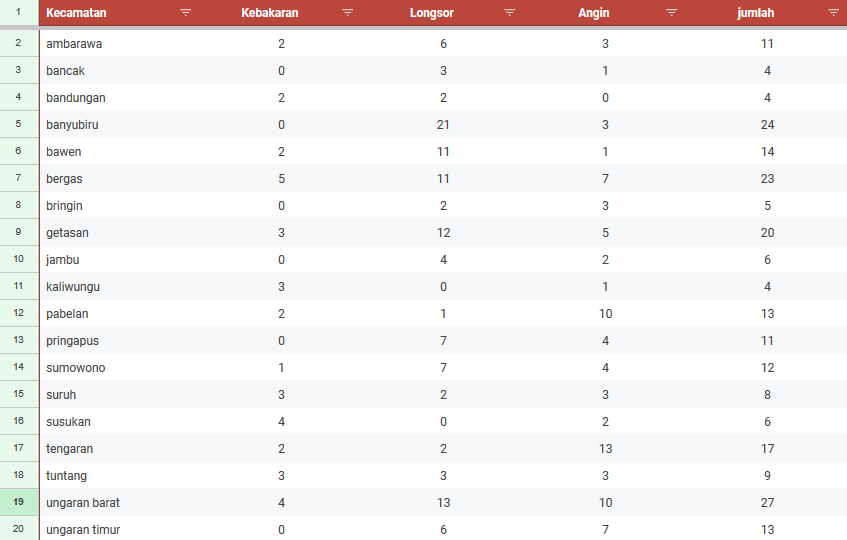 1 Kecamatan Kebakaran Longsor Angin jumlah
2 ambarawa 2 6 3 11
3 bancak 0 3 1 4
4 bandungan 2 2 0 4
5 banyubiru 0 21 3 24
6 bawen 2 11 1 14
7 bergas 5 11 7 23
8 bringin 0 2 3 5
9 getasan 3 12 5 20
10 jambu 0 4 2 6
11 kaliwungu 3 0 1 4
12 pabelan 2 1 10 13
13 pringapus 0 7 4 11
14 sumowono 1 7 4 12
15 suruh 3 2 3 8
16 susukan 4 0 2 6
17 tengaran 2 2 13 17
18 tuntang 3 3 3 9
19 ungaran barat 4 13 10 27
20 ungaran timur 0 6 7 13